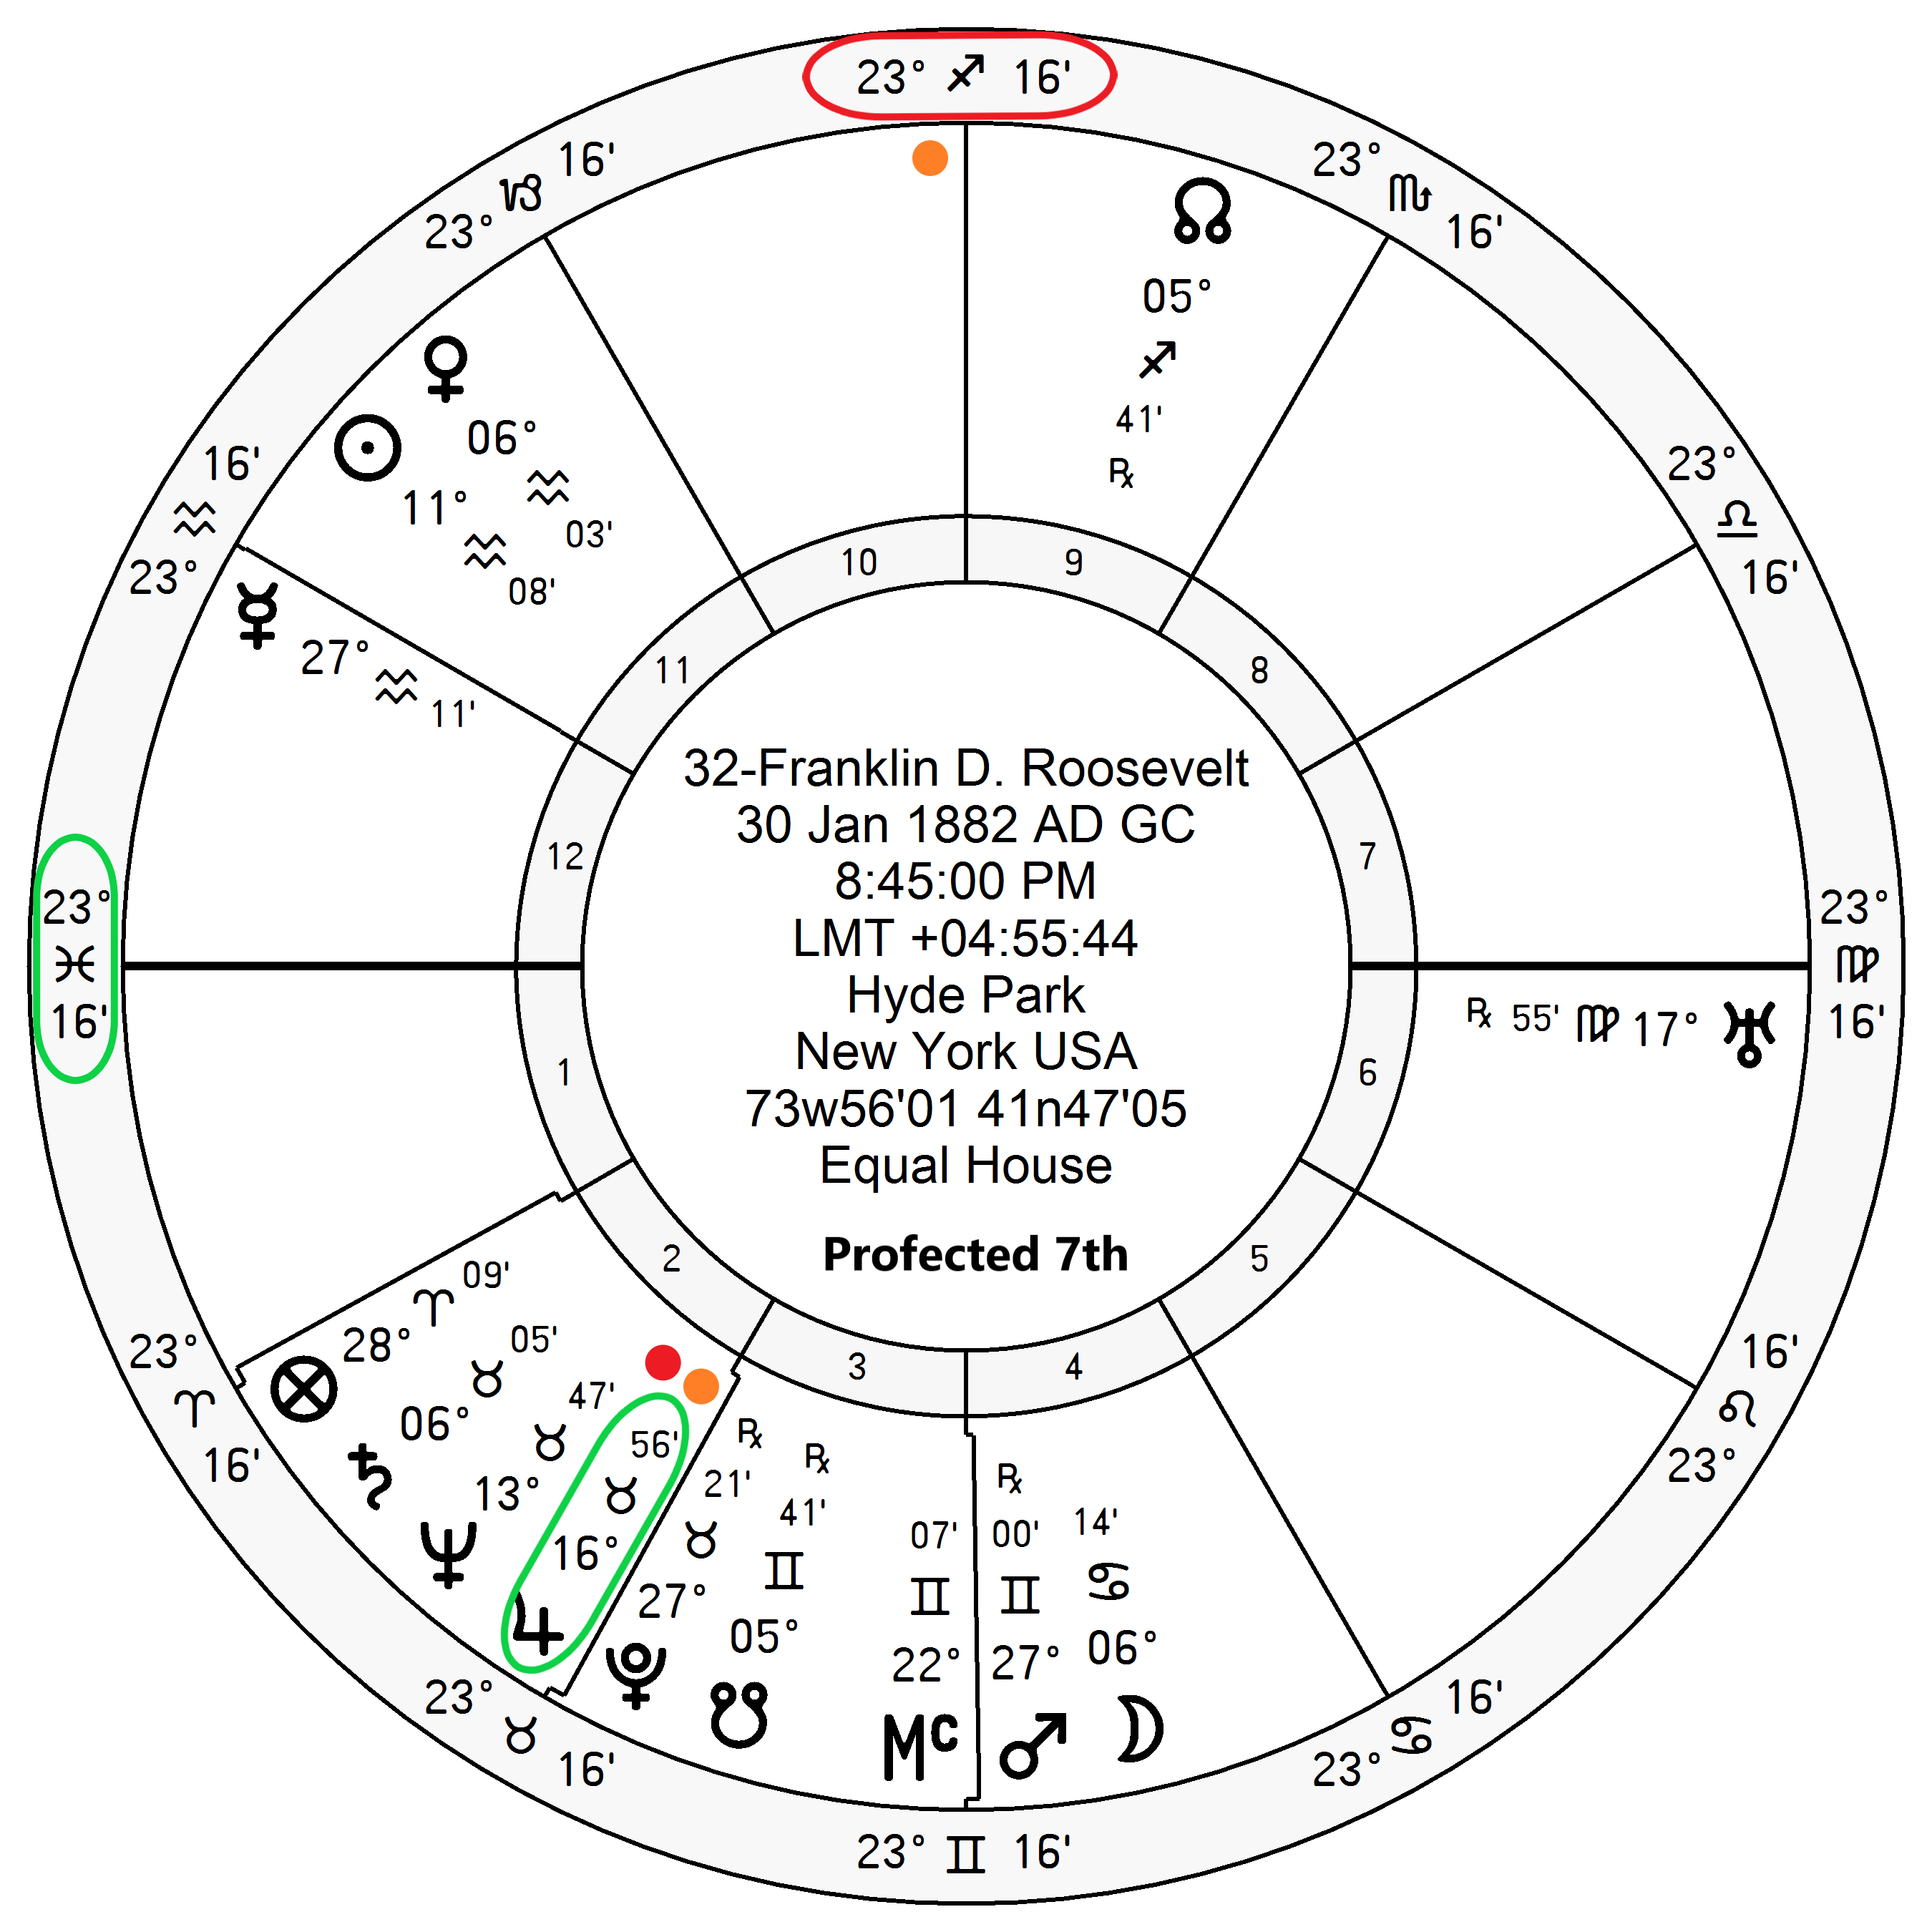 23° ♐ 16'
23° ♏ 16'
23° ♎ 16'
23° ♍ 16'
16' ♌ 23°
16' ♋ 23°
23° ♊ 16'
23° ♉ 16'
23° ♈ 16'
23° ♓ 16'
16' ♒ 23°
16' ♑ 23°
☊ 05° ♐ 41' ℞
♀ 06° ♒ 03'
☉ 11° ♒ 08'
☿ 27° ♒ 11'
℞ 55' ♍ 17° ♅
⊗ 28° ♈ 09'
♄ 06° ♉ 05'
♆ 13° ♉ 47'
♃ 16° ♉ 56'
♇ 27° ♉ 21' ℞
☋ 05° ♊ 41' ℞
MC 22° ♊ 07'
♂ 27° ♊ 00' ℞
☽ 06° ♋ 14'
10
9
11
8
12
7
1
6
2
5
3
4
32-Franklin D. Roosevelt
30 Jan 1882 AD GC
8:45:00 PM
LMT +04:55:44
Hyde Park
New York USA
73w56'01 41n47'05
Equal House
Profected 7th